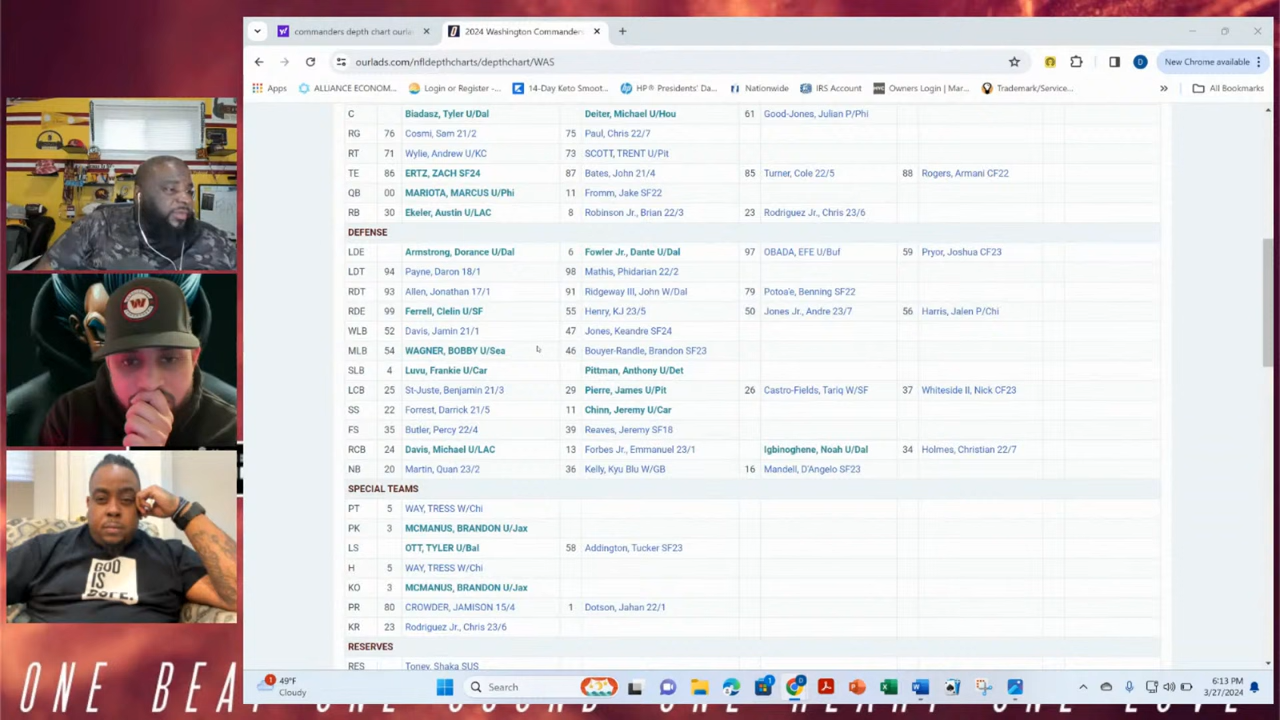 commanders depth chart ourla
2024 Washington Commanders
ourlads.com/nfldepthcharts/depthchart/WAS
New Chrome available
Apps ALLIANCE ECONOM... Login or Register -... 14-Day Keto Smoot... HP® Presidents' Da... Nationwide IRS Account Owners Login | Mar... Trademark/Service... » All Bookmarks
C Biadasz, Tyler U/Dal Deiter, Michael U/Hou 61 Good-Jones, Julian P/Phi
RG 76 Cosmi, Sam 21/2 75 Paul, Chris 22/7
RT 71 Wylie, Andrew U/KC 73 SCOTT, TRENT U/Pit
TE 86 ERTZ, ZACH SF24 87 Bates, John 21/4 85 Turner, Cole 22/5 88 Rogers, Armani CF22
QB 00 MARIOTA, MARCUS U/Phi 11 Fromm, Jake SF22
RB 30 Ekeler, Austin U/LAC 8 Robinson Jr., Brian 22/3 23 Rodriguez Jr., Chris 23/6
DEFENSE
LDE Armstrong, Dorance U/Dal 6 Fowler Jr., Dante U/Dal 97 OBADA, EFE U/Buf 59 Pryor, Joshua CF23
LDT 94 Payne, Daron 18/1 98 Mathis, Phidarian 22/2
RDT 93 Allen, Jonathan 17/1 91 Ridgeway III, John W/Dal 79 Potoa'e, Benning SF22
RDE 99 Ferrell, Clelin U/SF 55 Henry, KJ 23/5 50 Jones Jr., Andre 23/7 56 Harris, Jalen P/Chi
WLB 52 Davis, Jamin 21/1 47 Jones, Keandre SF24
MLB 54 WAGNER, BOBBY U/Sea 46 Bouyer-Randle, Brandon SF23
SLB 4 Luvu, Frankie U/Car Pittman, Anthony U/Det
LCB 25 St-Juste, Benjamin 21/3 29 Pierre, James U/Pit 26 Castro-Fields, Tariq W/SF 37 Whiteside II, Nick CF23
SS 22 Forrest, Darrick 21/5 11 Chinn, Jeremy U/Car
FS 35 Butler, Percy 22/4 39 Reaves, Jeremy SF18
RCB 24 Davis, Michael U/LAC 13 Forbes Jr., Emmanuel 23/1 Igbinoghene, Noah U/Dal 34 Holmes, Christian 22/7
NB 20 Martin, Quan 23/2 36 Kelly, Kyu Blu W/GB 16 Mandell, D'Angelo SF23
SPECIAL TEAMS
PT 5 WAY, TRESS W/Chi
PK 3 MCMANUS, BRANDON U/Jax
LS OTT, TYLER U/Bal 58 Addington, Tucker SF23
H 5 WAY, TRESS W/Chi
KO 3 MCMANUS, BRANDON U/Jax
PR 80 CROWDER, JAMISON 15/4 1 Dotson, Jahan 22/1
KR 23 Rodriguez Jr., Chris 23/6
RESERVES
RES Toney, Shaka SUS
W
GOD
IS
DOPE.
ONE BEA
1
49°F
Cloudy
Search
6:13 PM
3/27/2024